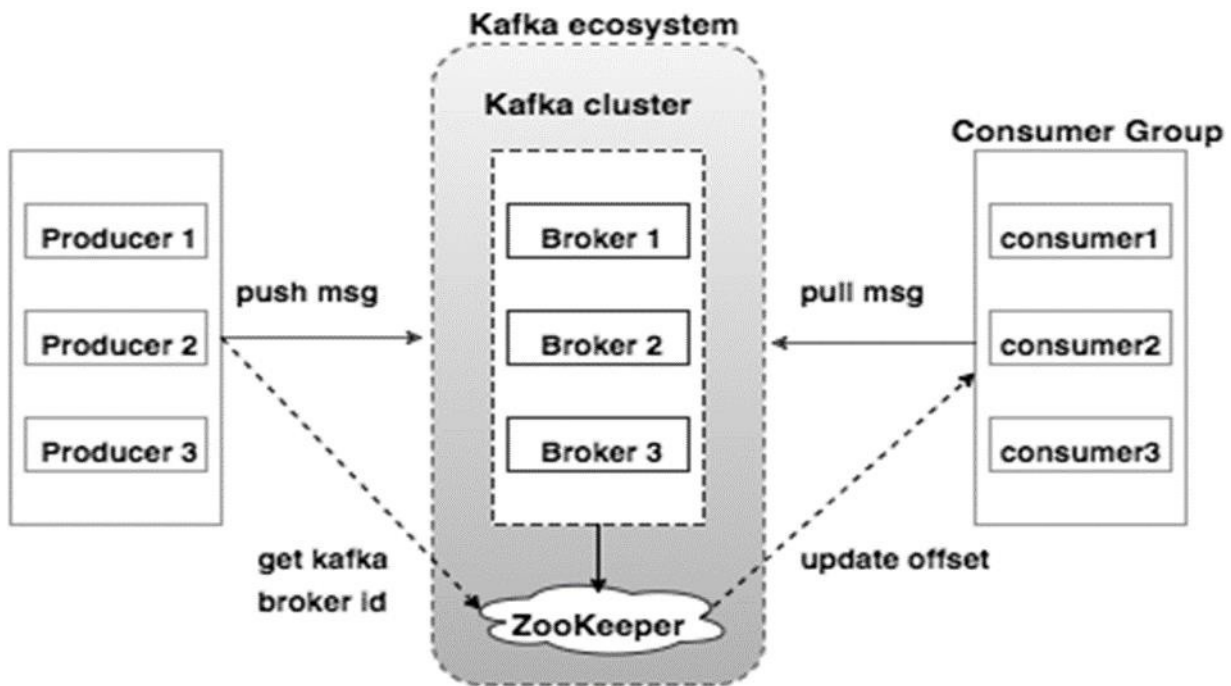 Kafka ecosystem
Kafka cluster
Consumer Group
Producer 1
Broker 1
consumer1
push msg
pull msg
Producer 2
Broker 2
consumer2
Producer 3
Broker 3
consumer3
get kafka
broker id
update offset
ZooKeeper